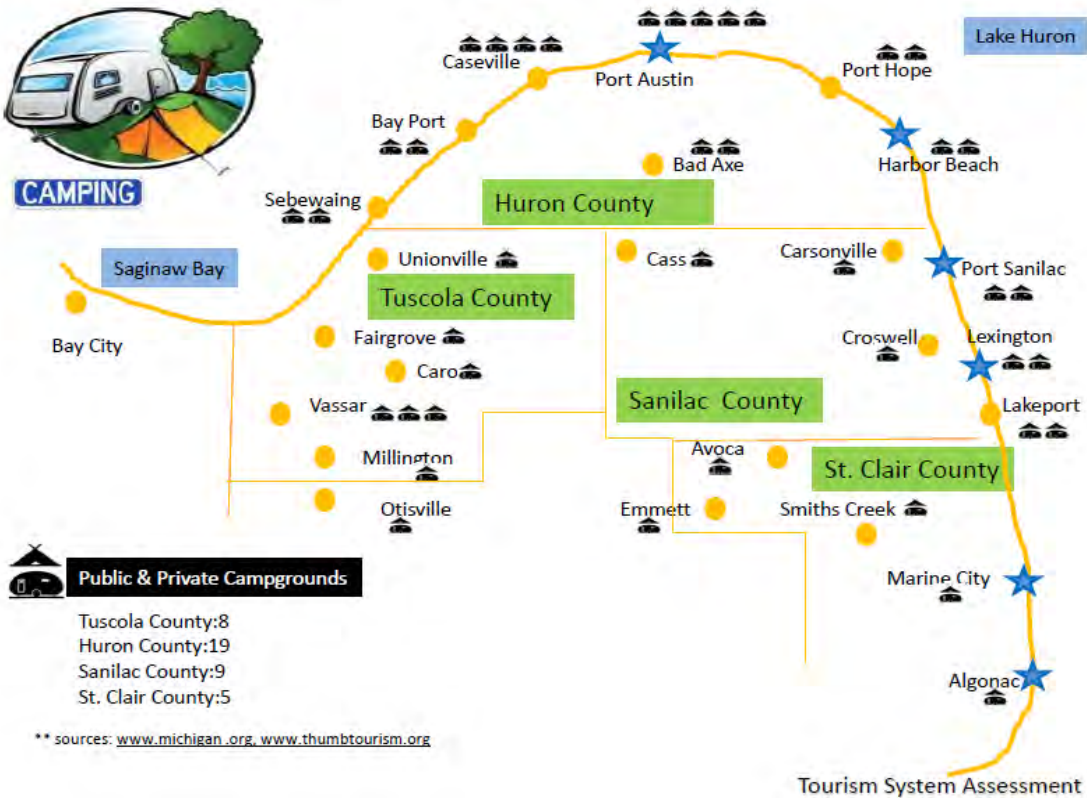 Lake Huron
Port Austin
Caseville
Port Hope
Bay Port
Harbor Beach
Bad Axe
Sebewaing
Huron County
CAMPING
Saginaw Bay
Unionville
Cass
Carsonville
Port Sanilac
Tuscola County
Bay City
Fairgrove
Croswell
Lexington
Caro
Sanilac County
Vassar
Lakeport
Millington
Avoca
St. Clair County
Otisville
Emmett
Smiths Creek
Public & Private Campgrounds
Marine City
Tuscola County:8
Huron County:19
Sanilac County:9
St. Clair County:5
Algonac
** sources: www.michigan .org, www.thumbtourism.org
Tourism System Assessment